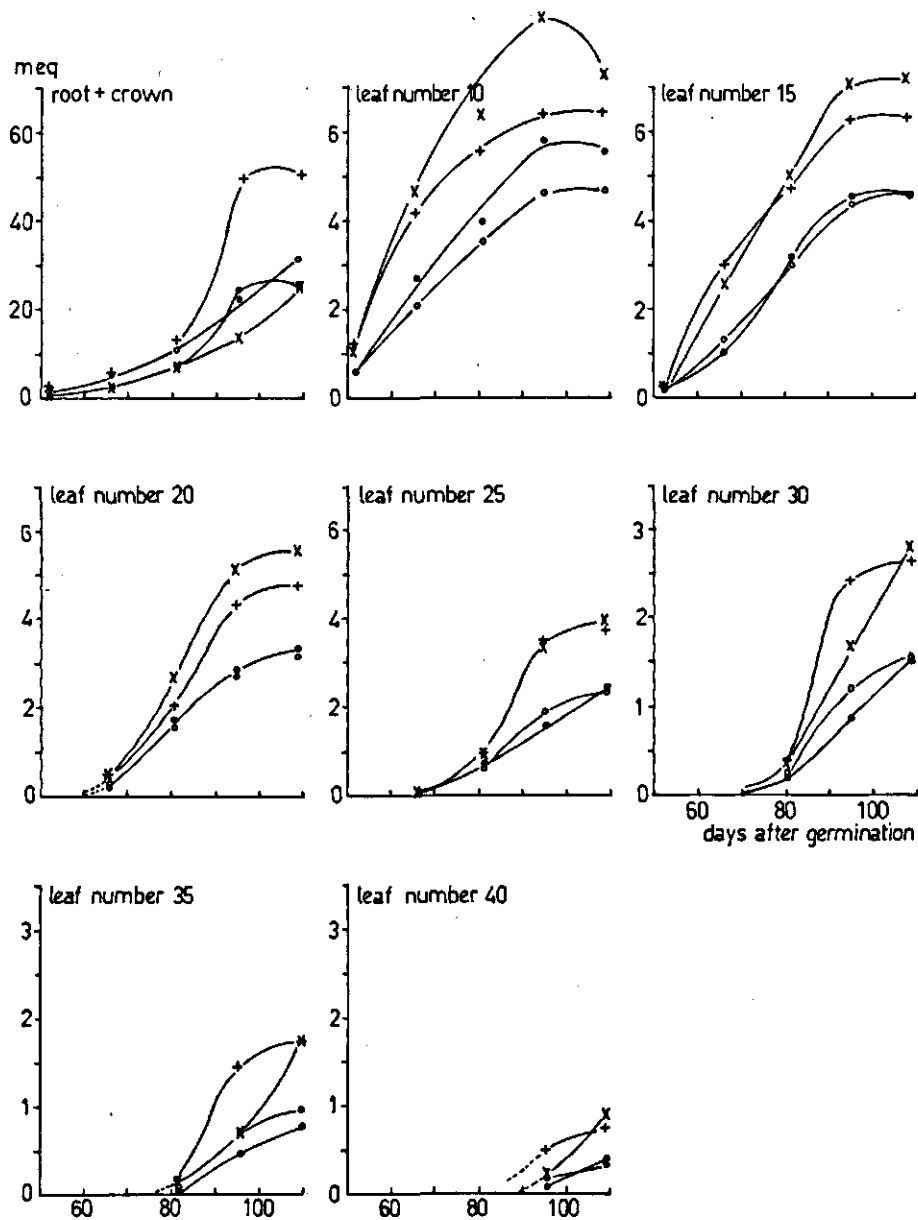 meq
root + crown
leaf number 10
leaf number 15
60
40
20
0
6
4
2
0
6
4
2
0
leaf number 20
leaf number 25
leaf number 30
6
4
2
0
6
4
2
0
3
2
1
0
60 80 100
days after germination
leaf number 35
leaf number 40
3
2
1
0
3
2
1
0
60 80 100
60 80 100